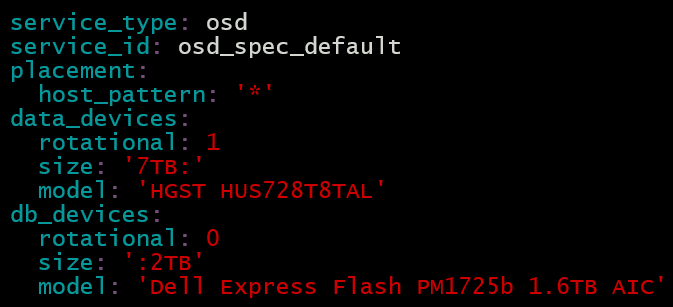 service_type: osd
service_id: osd_spec_default
placement:
  host_pattern: '*'
data_devices:
  rotational: 1
  size: '7TB:'
  model: 'HGST HUS728T8TAL'
db_devices:
  rotational: 0
  size: ':2TB'
  model: 'Dell Express Flash PM1725b 1.6TB AIC'